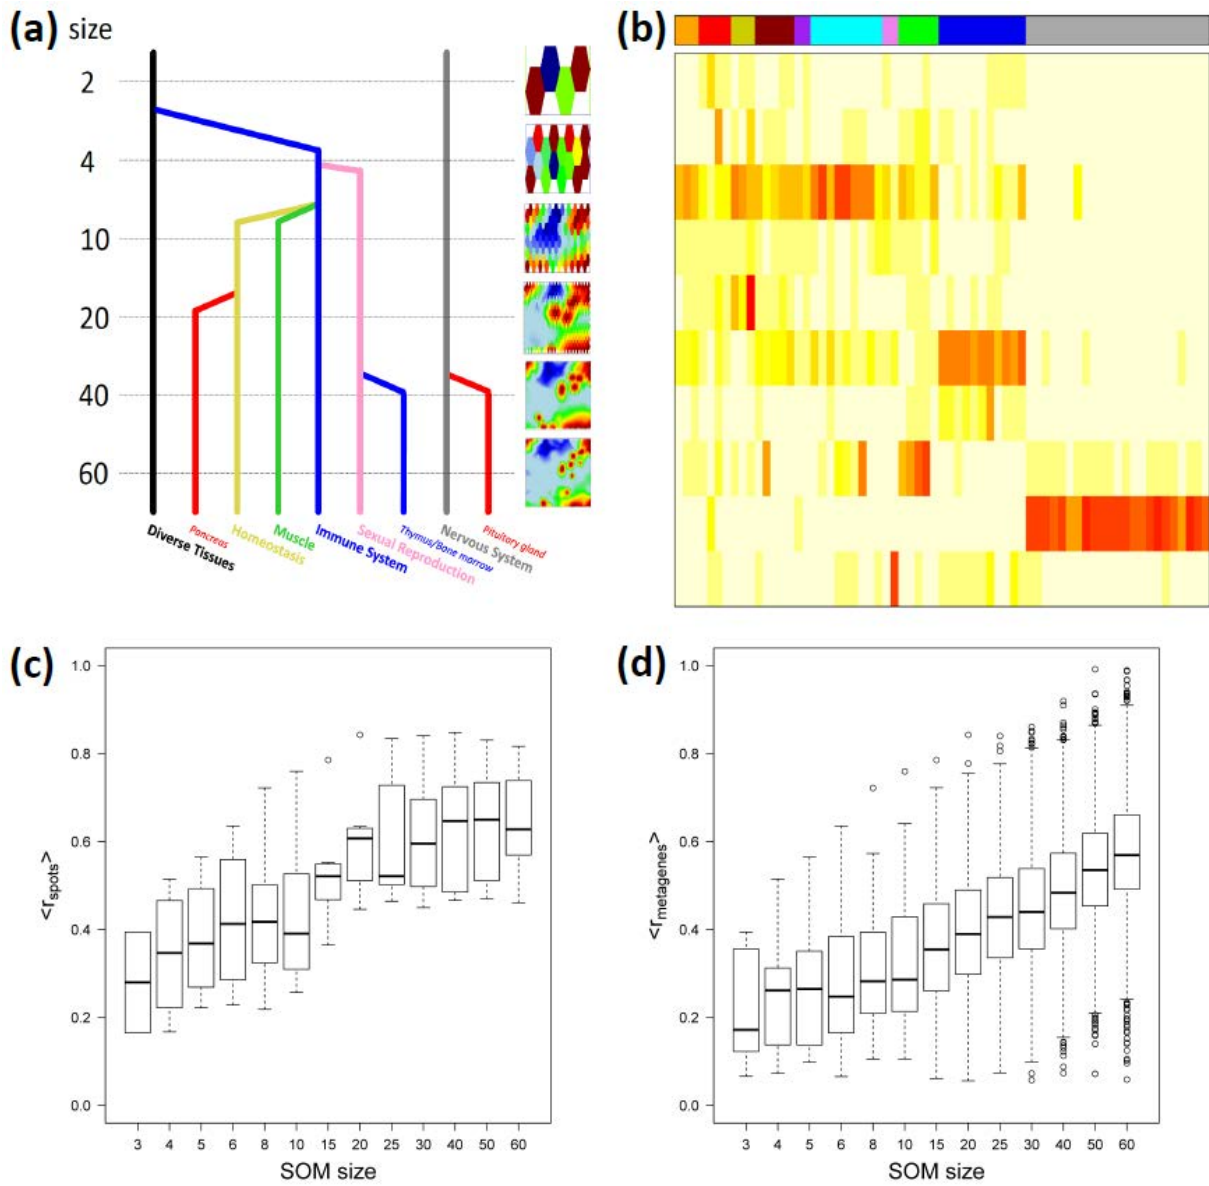 (a) size
2
4
10
20
40
60
Diverse Tissues
Pancreas
Homeostasis
Muscle
Immune System
Sexual Reproduction
Thymus/Bone marrow
Nervous System
Pituitory gland
(b)
(c)
1.0
0.8
0.6
0.4
0.2
0.0
<rspots>
3 4 5 6 8 10 15 20 25 30 40 50 60
SOM size
(d)
1.0
0.8
0.6
0.4
0.2
0.0
<rmetagenes>
3 4 5 6 8 10 15 20 25 30 40 50 60
SOM size